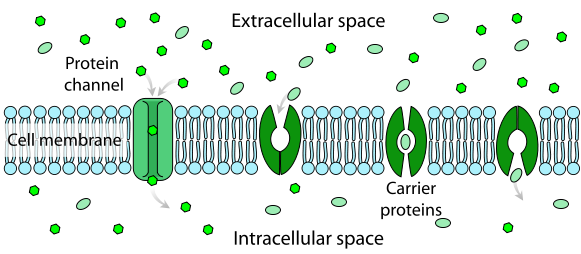 Extracellular space
Protein
channel
Cell membrane
Carrier
proteins
Intracellular space